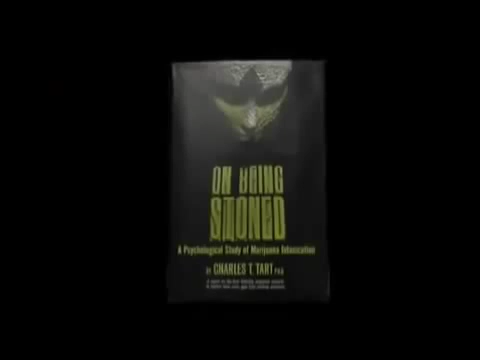 ON BEING
STONED
A Psychological Study of Marijuana Intoxication
BY CHARLES T. TART PH.D.